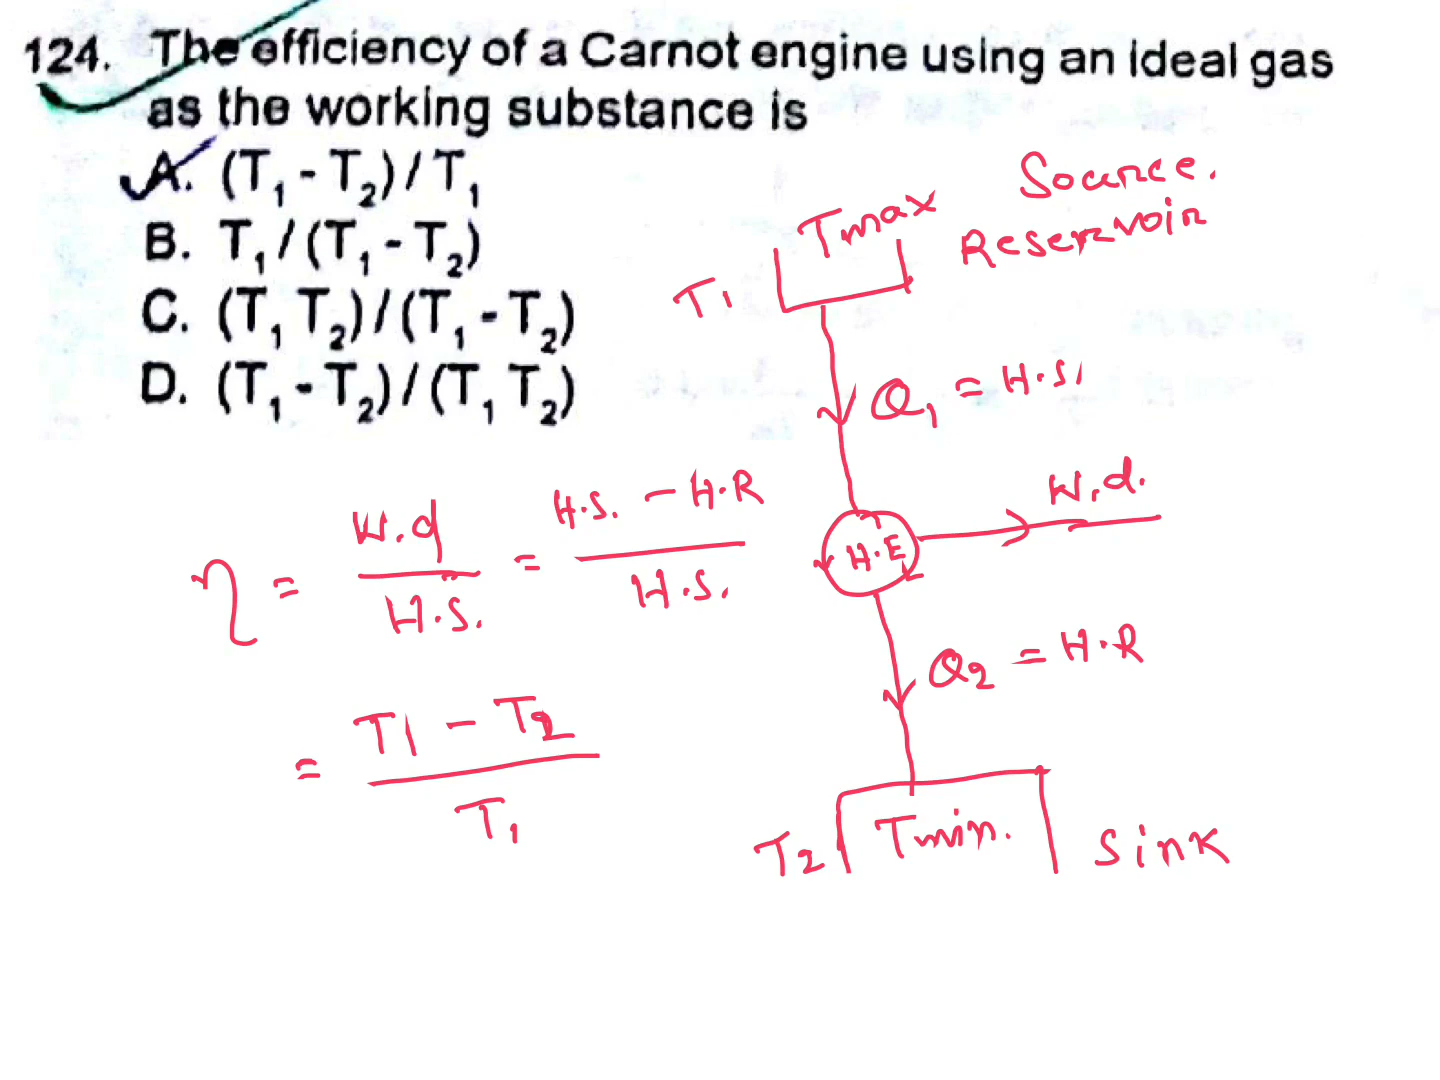 124. The efficiency of a Carnot engine using an ideal gas
as the working substance is
A. (T₁ - T₂) / T₁
B. T₁ / (T₁ - T₂)
C. (T₁ T₂) / (T₁ - T₂)
D. (T₁ - T₂) / (T₁ T₂)
Source.
Reservoir
Tmax
T₁
Q₁ = H.S.
W.d.
H.E
η = W.d / H.S. = H.S. - H.R / H.S.
Q₂ = H.R
= T1 - T₂ / T₁
T₂ Tmin. Sink